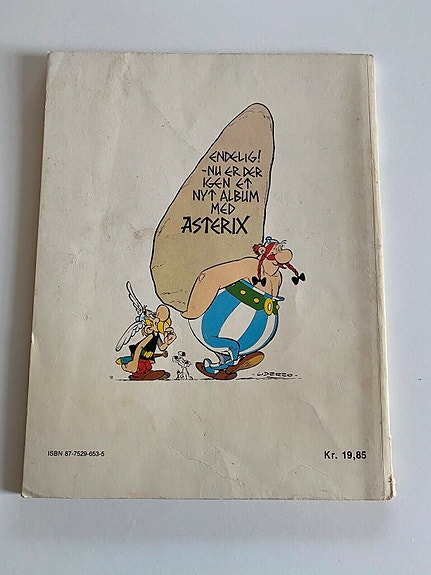 ENDELIG!
-NU ER DER
IGEN ET
NYT ALBUM
MED
ASTERIX
-UDERZO-
ISBN 87-7529-653-5
Kr. 19,85